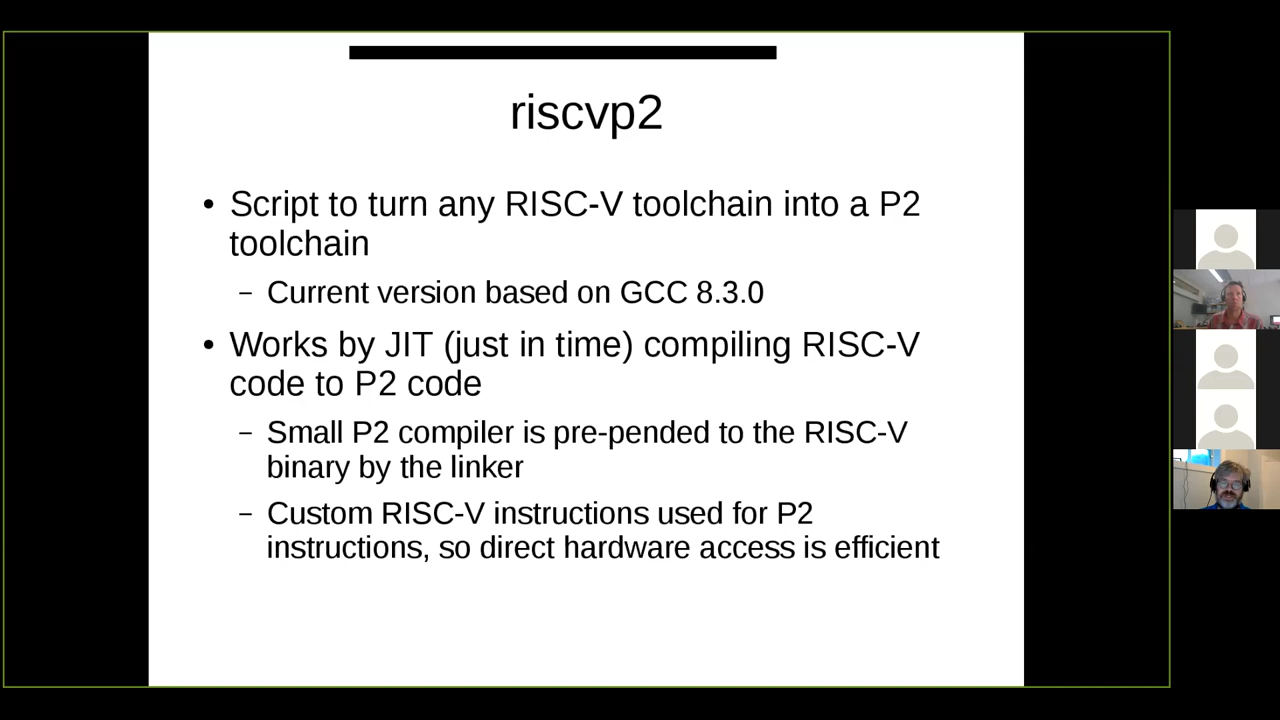 riscvp2
• Script to turn any RISC-V toolchain into a P2
toolchain
– Current version based on GCC 8.3.0
• Works by JIT (just in time) compiling RISC-V
code to P2 code
– Small P2 compiler is pre-pended to the RISC-V
binary by the linker
– Custom RISC-V instructions used for P2
instructions, so direct hardware access is efficient